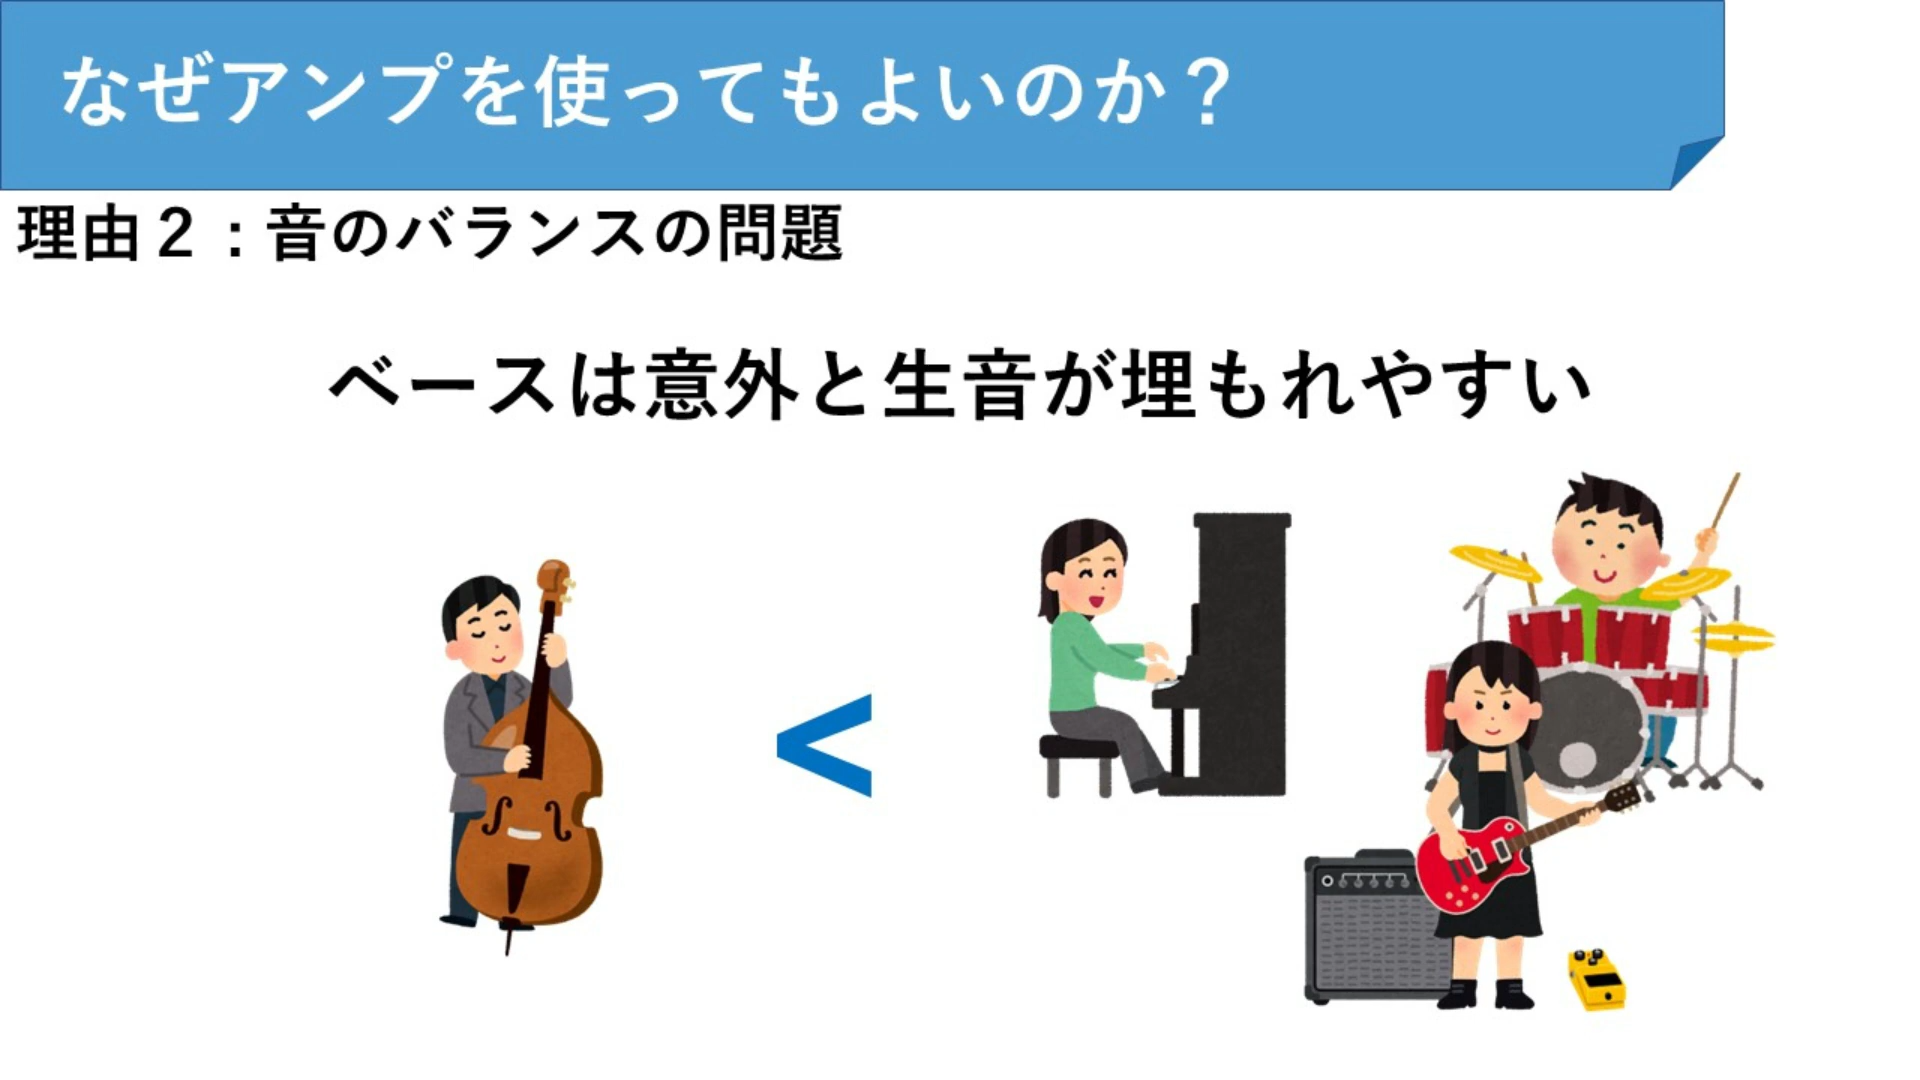 なぜアンプを使ってもよいのか？
理由２：音のバランスの問題
ベースは意外と生音が埋もれやすい
<